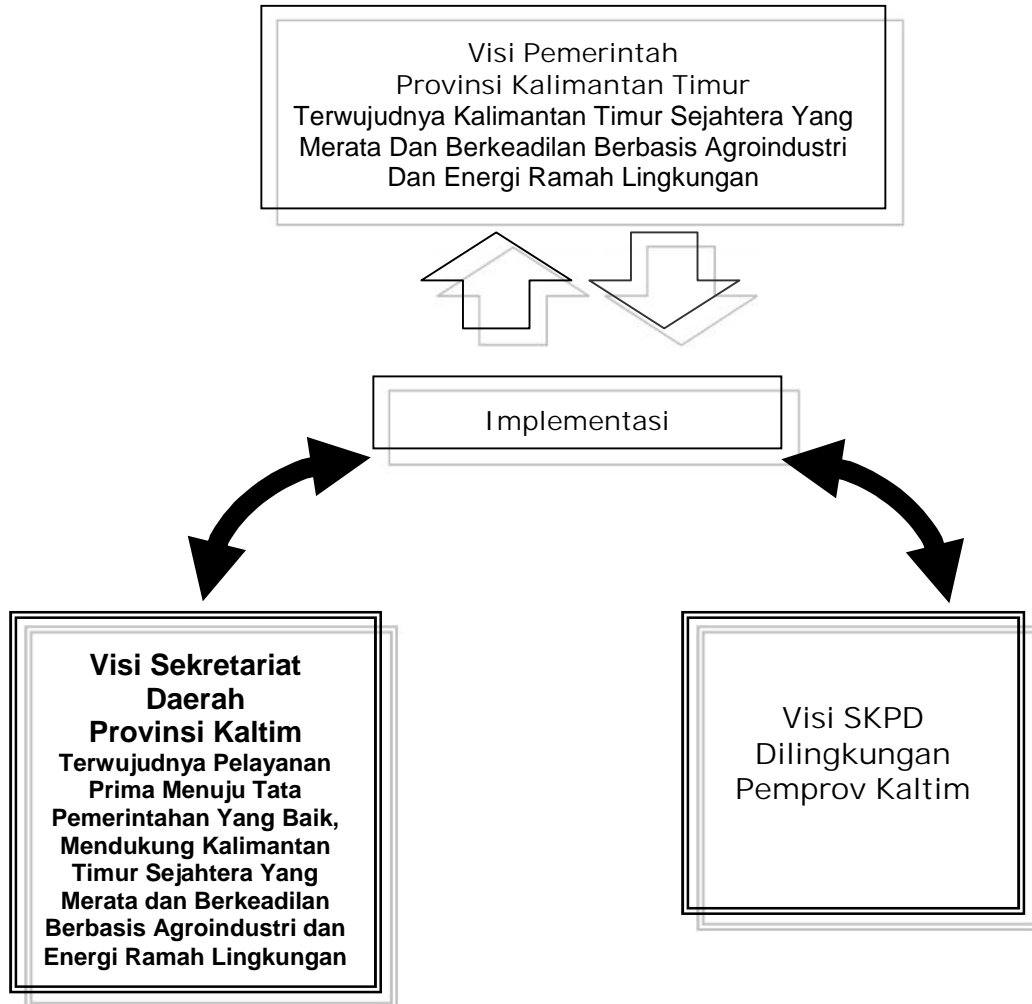 Visi Pemerintah
Provinsi Kalimantan Timur
Terwujudnya Kalimantan Timur Sejahtera Yang
Merata Dan Berkeadilan Berbasis Agroindustri
Dan Energi Ramah Lingkungan
Implementasi
Visi Sekretariat
Daerah
Provinsi Kaltim
Terwujudnya Pelayanan
Prima Menuju Tata
Pemerintahan Yang Baik,
Mendukung Kalimantan
Timur Sejahtera Yang
Merata dan Berkeadilan
Berbasis Agroindustri dan
Energi Ramah Lingkungan
Visi SKPD
Dilingkungan
Pemprov Kaltim